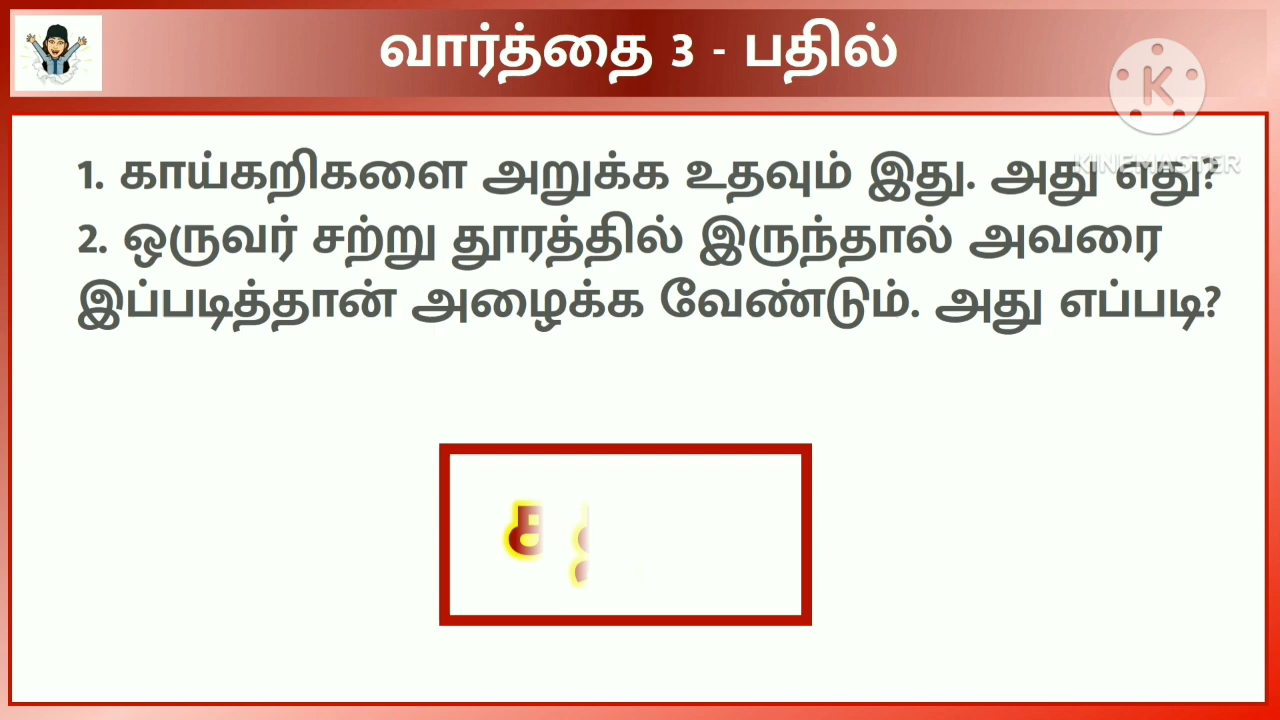 வார்த்தை 3 - பதில்
K
KINEMASTER
1. காய்கறிகளை அறுக்க உதவும் இது. அது எது?
2. ஒருவர் சற்று தூரத்தில் இருந்தால் அவரை
இப்படித்தான் அழைக்க வேண்டும். அது எப்படி?